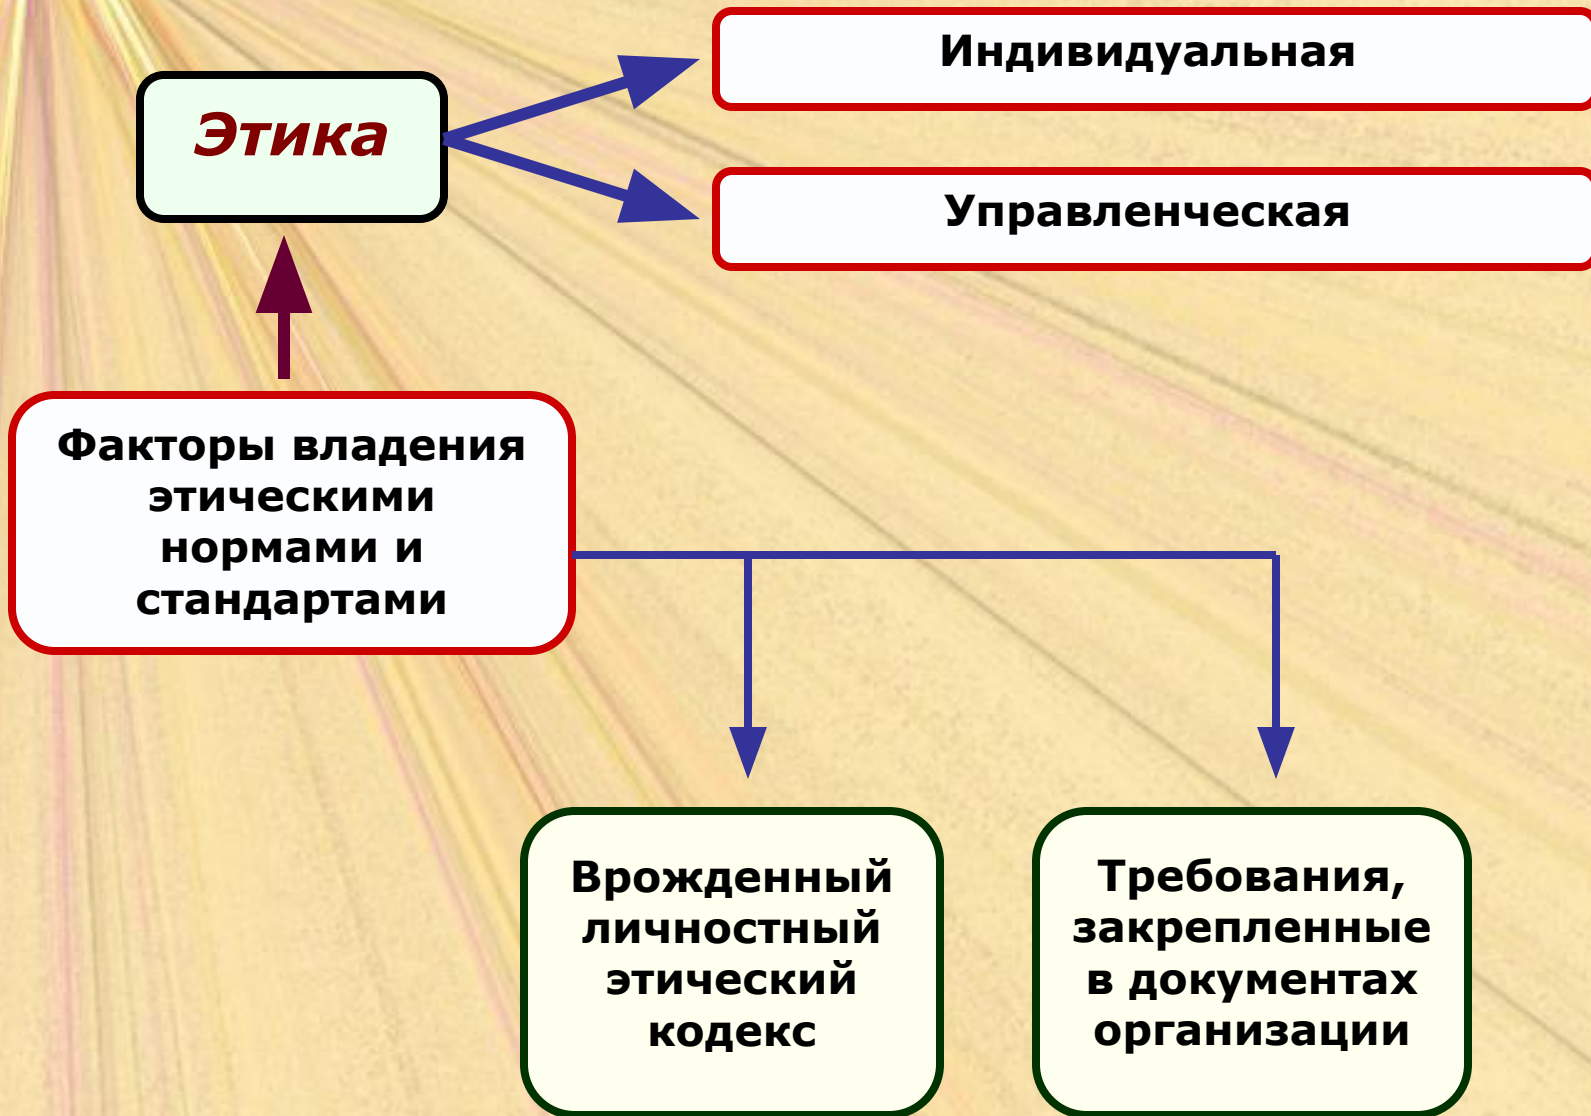 Индивидуальная
Этика
Управленческая
Факторы владения
этическими
нормами и
стандартами
Врожденный
личностный
этический
кодекс
Требования,
закрепленные
в документах
организации